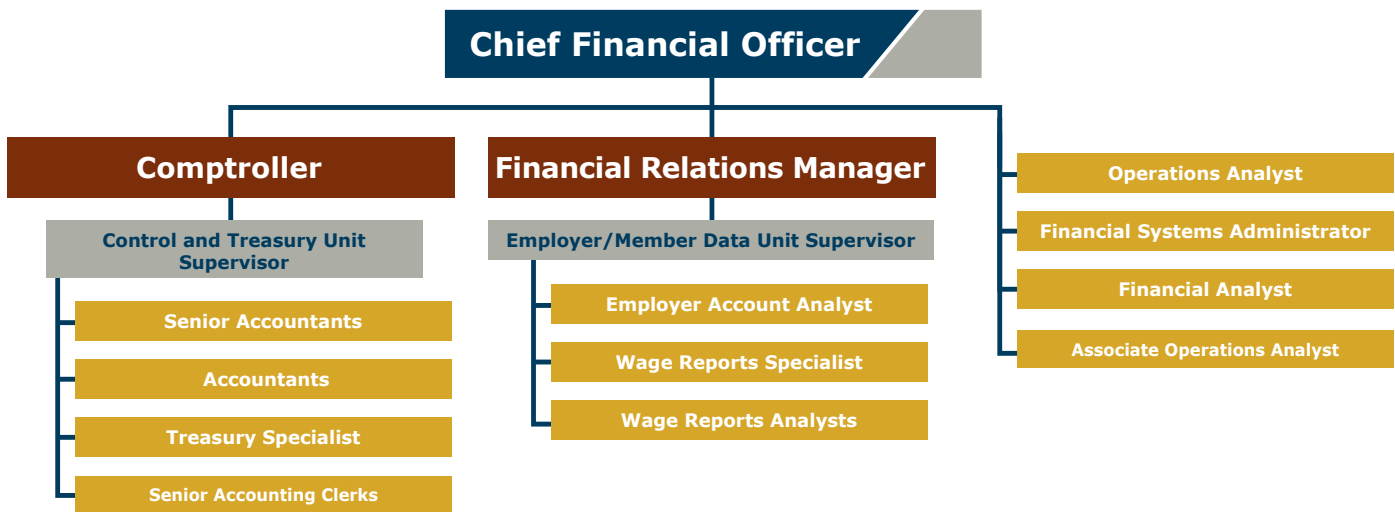 Chief Financial Officer
Comptroller
Control and Treasury Unit
Supervisor
Senior Accountants
Accountants
Treasury Specialist
Senior Accounting Clerks
Financial Relations Manager
Employer/Member Data Unit Supervisor
Employer Account Analyst
Wage Reports Specialist
Wage Reports Analysts
Operations Analyst
Financial Systems Administrator
Financial Analyst
Associate Operations Analyst